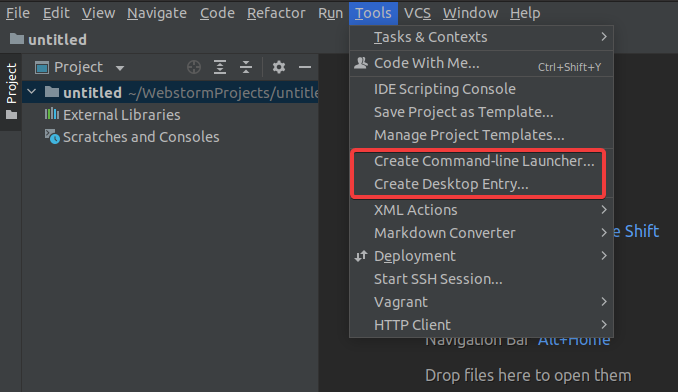 File Edit View Navigate Code Refactor Run Tools VCS Window Help
untitled
Project
Project
untitled ~/WebstormProjects/untitle
External Libraries
Scratches and Consoles
Tasks & Contexts
Code With Me... Ctrl+Shift+Y
IDE Scripting Console
Save Project as Template...
Manage Project Templates...
Create Command-line Launcher...
Create Desktop Entry...
XML Actions
Markdown Converter
Deployment
Start SSH Session...
Vagrant
HTTP Client
Shift
Navigation Bar Alt+Home
Drop files here to open them